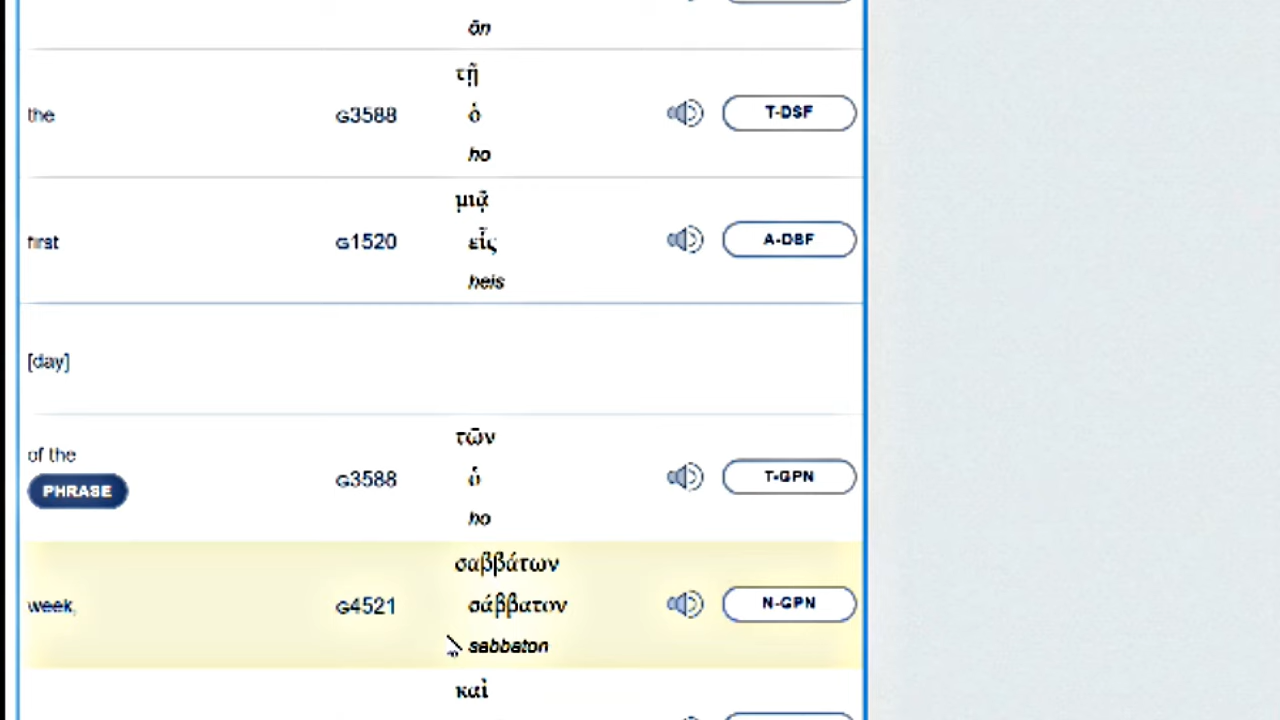 ōn
τῇ
the G3588 ὁ T-DSF
ho
μιᾷ
first G1520 εἷς A-DSF
heis
[day]
τῶν
of the G3588 ὁ T-GPN
PHRASE
ho
σαββάτων
week, G4521 σάββατον N-GPN
sabbaton
καὶ